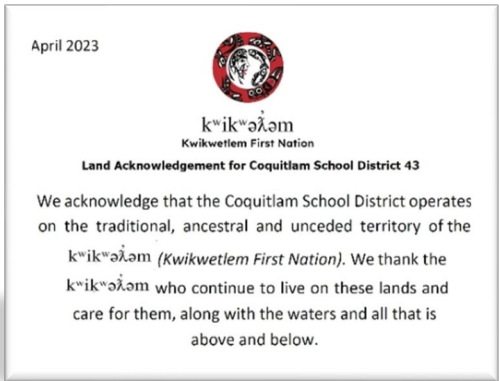 April 2023
kʷikʷəƛ̓əm
Kwikwetlem First Nation
Land Acknowledgement for Coquitlam School District 43
We acknowledge that the Coquitlam School District operates
on the traditional, ancestral and unceded territory of the
kʷikʷəƛ̓əm (Kwikwetlem First Nation). We thank the
kʷikʷəƛ̓əm who continue to live on these lands and
care for them, along with the waters and all that is
above and below.